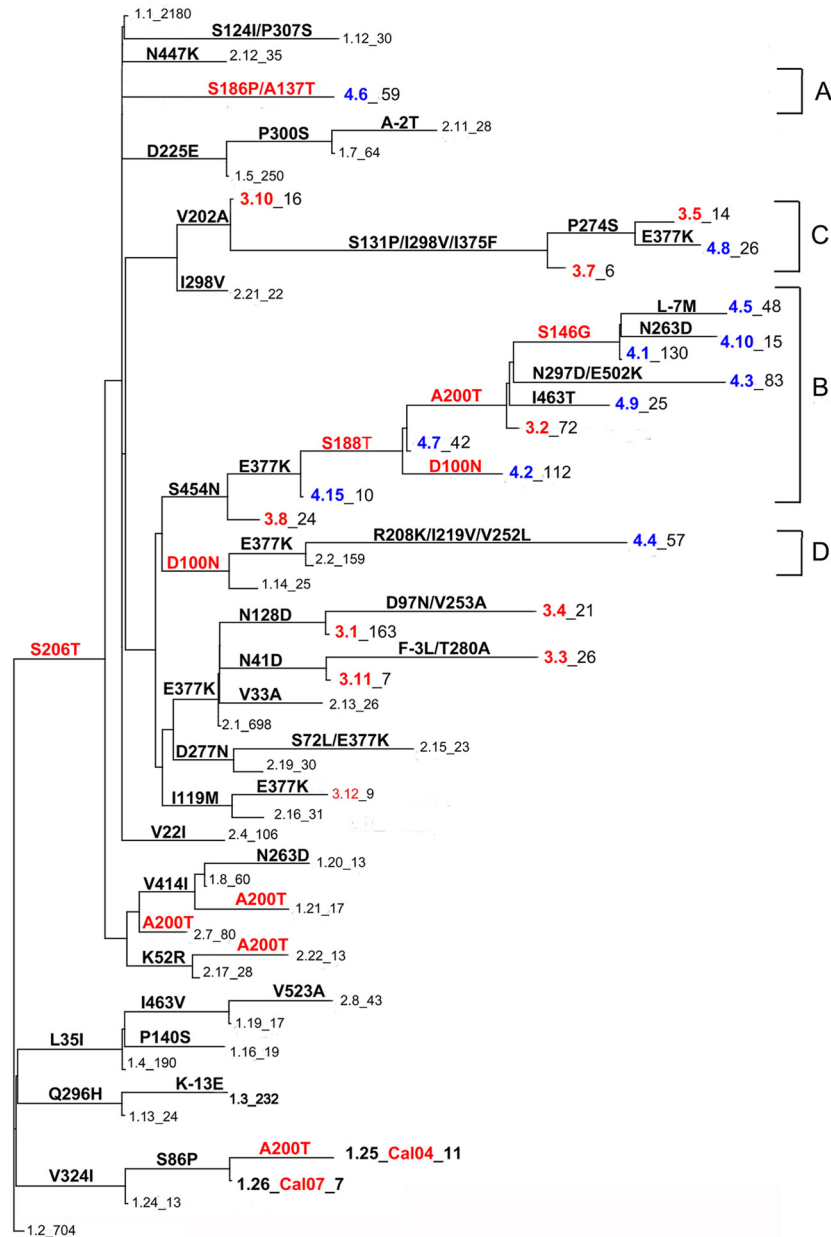 1.1_2180
S124I/P307S
1.12_30
N447K
2.12_35
S186P/A137T
4.6_59
A
A-2T
2.11_28
P300S
1.7_64
D225E
1.5_250
3.10_16
V202A
3.5_14
P274S
E377K
4.8_26
C
S131P/I298V/I375F
3.7_6
I298V
2.21_22
L-7M
4.5_48
S146G
N263D
4.10_15
4.1_130
N297D/E502K
4.3_83
B
A200T
I463T
4.9_25
3.2_72
S188T
4.7_42
D100N
4.2_112
E377K
S454N
4.15_10
3.8_24
R208K/I219V/V252L
4.4_57
E377K
2.2_159
D
D100N
1.14_25
D97N/V253A
3.4_21
N128D
3.1_163
F-3L/T280A
3.3_26
N41D
3.11_7
S206T
E377K
V33A
2.13_26
2.1_698
S72L/E377K
2.15_23
D277N
2.19_30
E377K
3.12_9
I119M
2.16_31
V22I
2.4_106
N263D
1.20_13
V414I
1.8_60
A200T
1.21_17
A200T
2.7_80
A200T
2.22_13
K52R
2.17_28
V523A
2.8_43
I463V
1.19_17
P140S
1.16_19
L35I
1.4_190
K-13E
1.3_232
Q296H
1.13_24
A200T
1.25_Cal04_11
S86P
1.26_Cal07_7
V324I
1.24_13
1.2_704